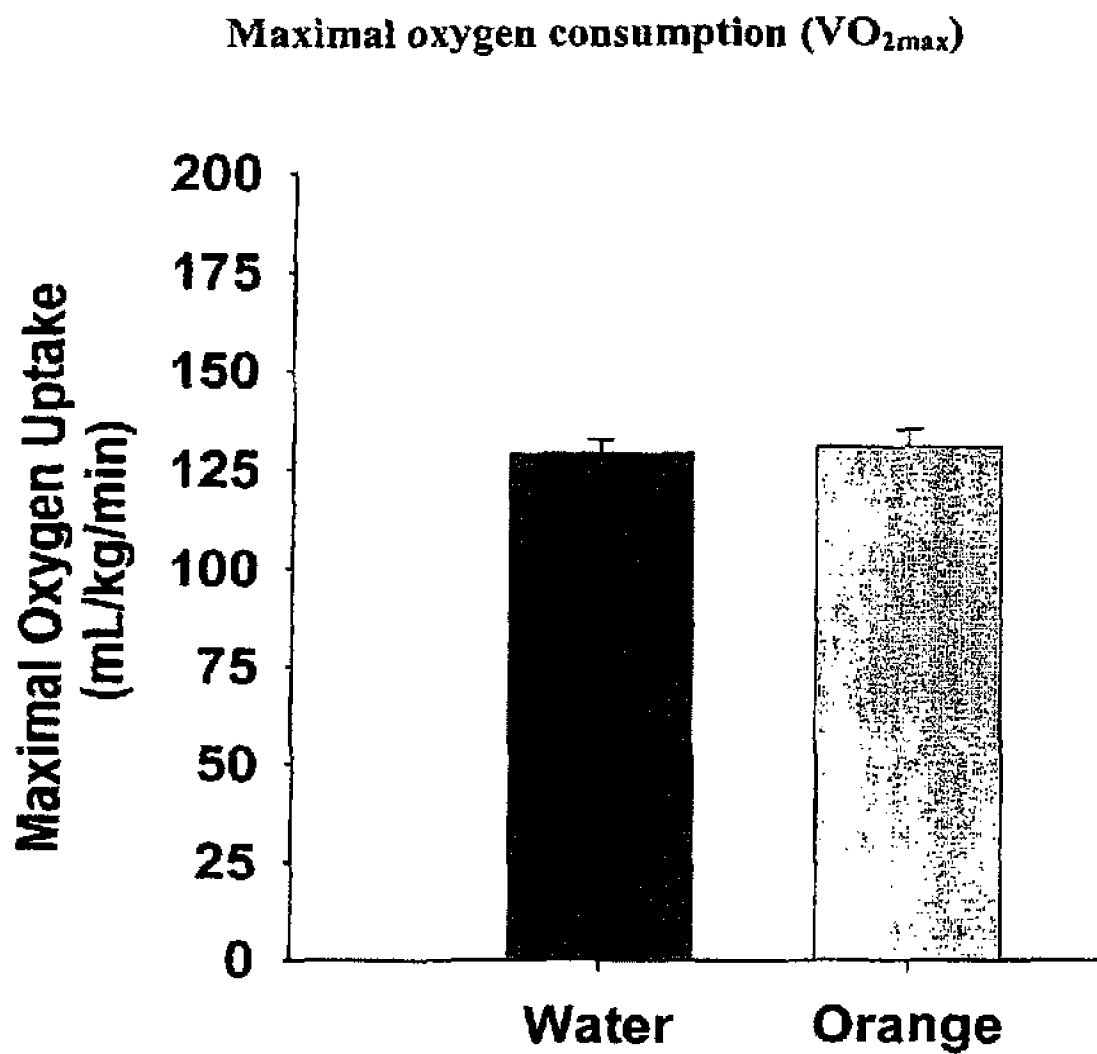 Maximal oxygen consumption (VO₂max)
200
175
150
125
100
75
50
25
0
Maximal Oxygen Uptake
(mL/kg/min)
Water Orange